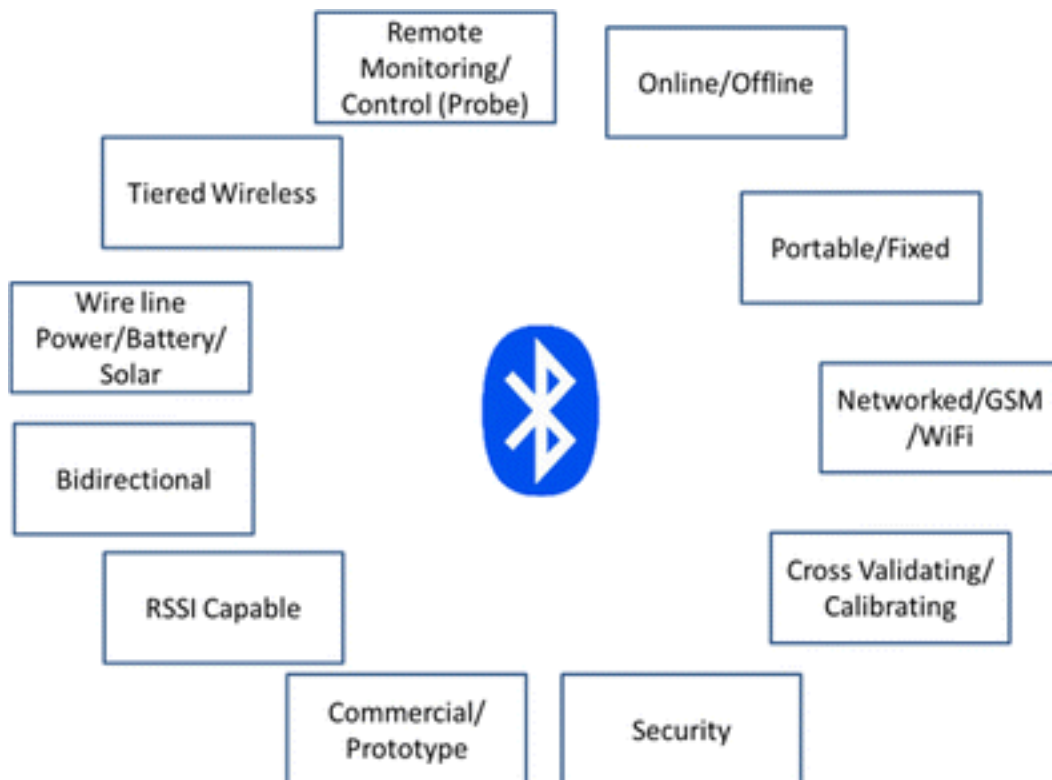 Remote
Monitoring/
Control (Probe)
Online/Offline
Tiered Wireless
Portable/Fixed
Wire line
Power/Battery/
Solar
Networked/GSM
/WiFi
Bidirectional
Cross Validating/
Calibrating
RSSI Capable
Commercial/
Prototype
Security